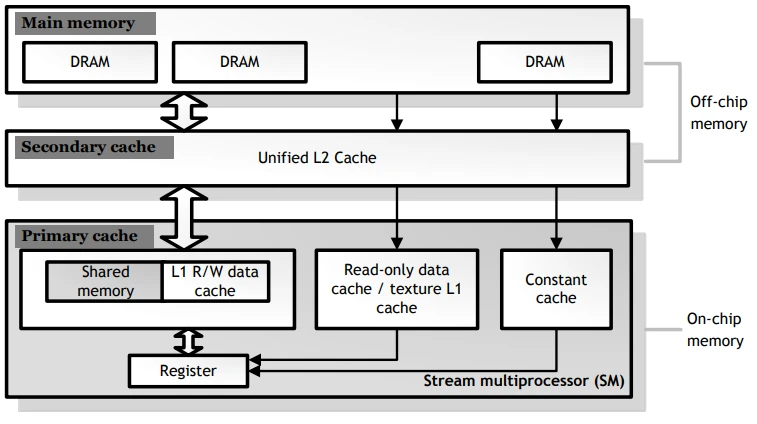 Main memory
DRAM
DRAM
DRAM
Off-chip
memory
Secondary cache
Unified L2 Cache
Primary cache
Shared
memory
L1 R/W data
cache
Read-only data
cache / texture L1
cache
Constant
cache
On-chip
memory
Register
Stream multiprocessor (SM)